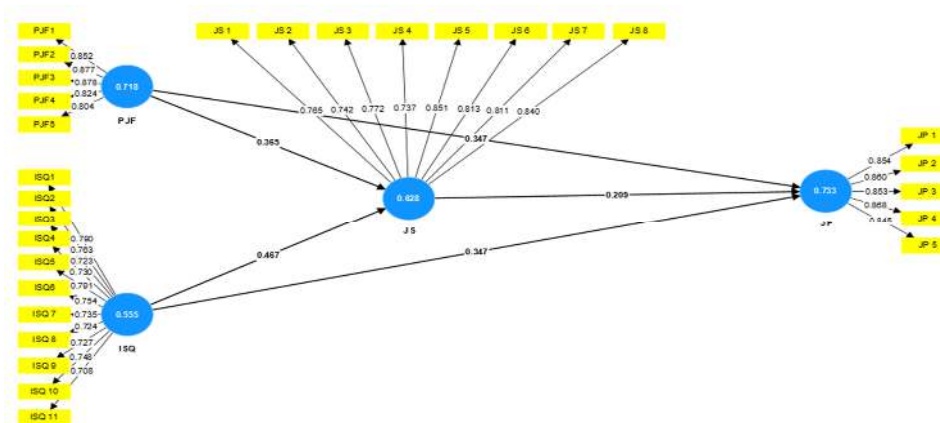 PJF1
PJF2
PJF3
PJF4
PJF5
0.852
0.877
0.878
0.824
0.804
0.718
PJF
JS 1
JS 2
JS 3
JS 4
JS 5
JS 6
JS 7
JS 8
0.765
0.742
0.772
0.737
0.851
0.813
0.811
0.840
0.347
0.365
0.628
JS
0.209
0.467
0.347
ISQ1
ISQ2
ISQ3
ISQ4
ISQ5
ISQ6
ISQ 7
ISQ 8
ISQ 9
ISQ 10
ISQ 11
0.763
0.723
0.730
0.791
0.754
0.735
0.724
0.727
0.748
0.708
0.555
ISQ
JP 1
JP 2
JP 3
JP 4
JP 5
0.854
0.860
0.853
0.868
0.845
0.733
JP